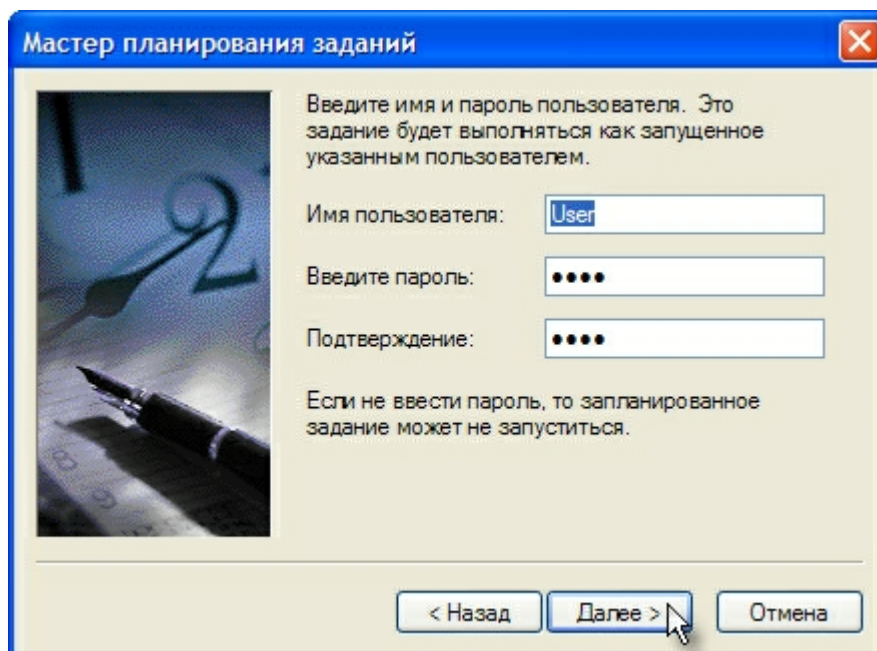 Мастер планирования заданий
Введите имя и пароль пользователя. Это
задание будет выполняться как запущенное
указанным пользователем.
Имя пользователя: User
Введите пароль: ••••
Подтверждение: ••••
Если не ввести пароль, то запланированное
задание может не запуститься.
< Назад Далее > Отмена